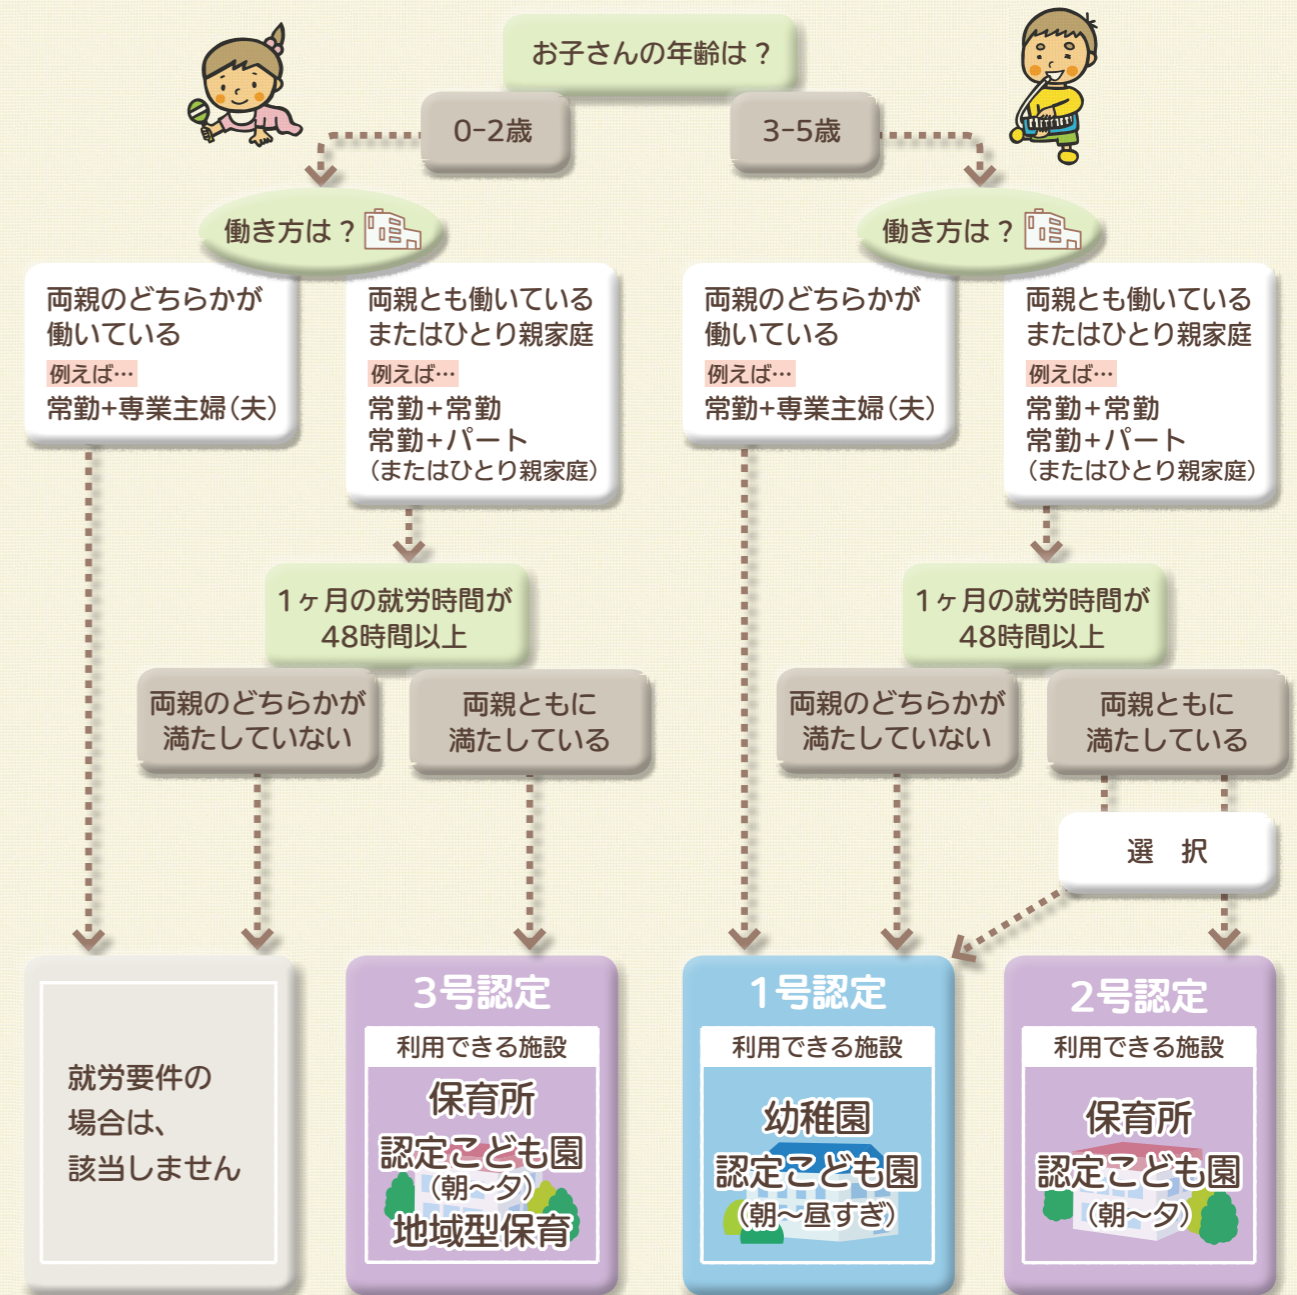 お子さんの年齢は？
0-2歳
3-5歳
働き方は？
両親のどちらかが
働いている
例えば…
常勤+専業主婦（夫）
両親とも働いている
またはひとり親家庭
例えば…
常勤+常勤
常勤+パート
（またはひとり親家庭）
1ヶ月の就労時間が
48時間以上
両親のどちらかが
満たしていない
両親ともに
満たしている
就労要件の
場合は、
該当しません
3号認定
利用できる施設
保育所
認定こども園
（朝～夕）
地域型保育
働き方は？
両親のどちらかが
働いている
例えば…
常勤+専業主婦（夫）
両親とも働いている
またはひとり親家庭
例えば…
常勤+常勤
常勤+パート
（またはひとり親家庭）
1ヶ月の就労時間が
48時間以上
両親のどちらかが
満たしていない
両親ともに
満たしている
選　択
1号認定
利用できる施設
幼稚園
認定こども園
（朝～昼すぎ）
2号認定
利用できる施設
保育所
認定こども園
（朝～夕）